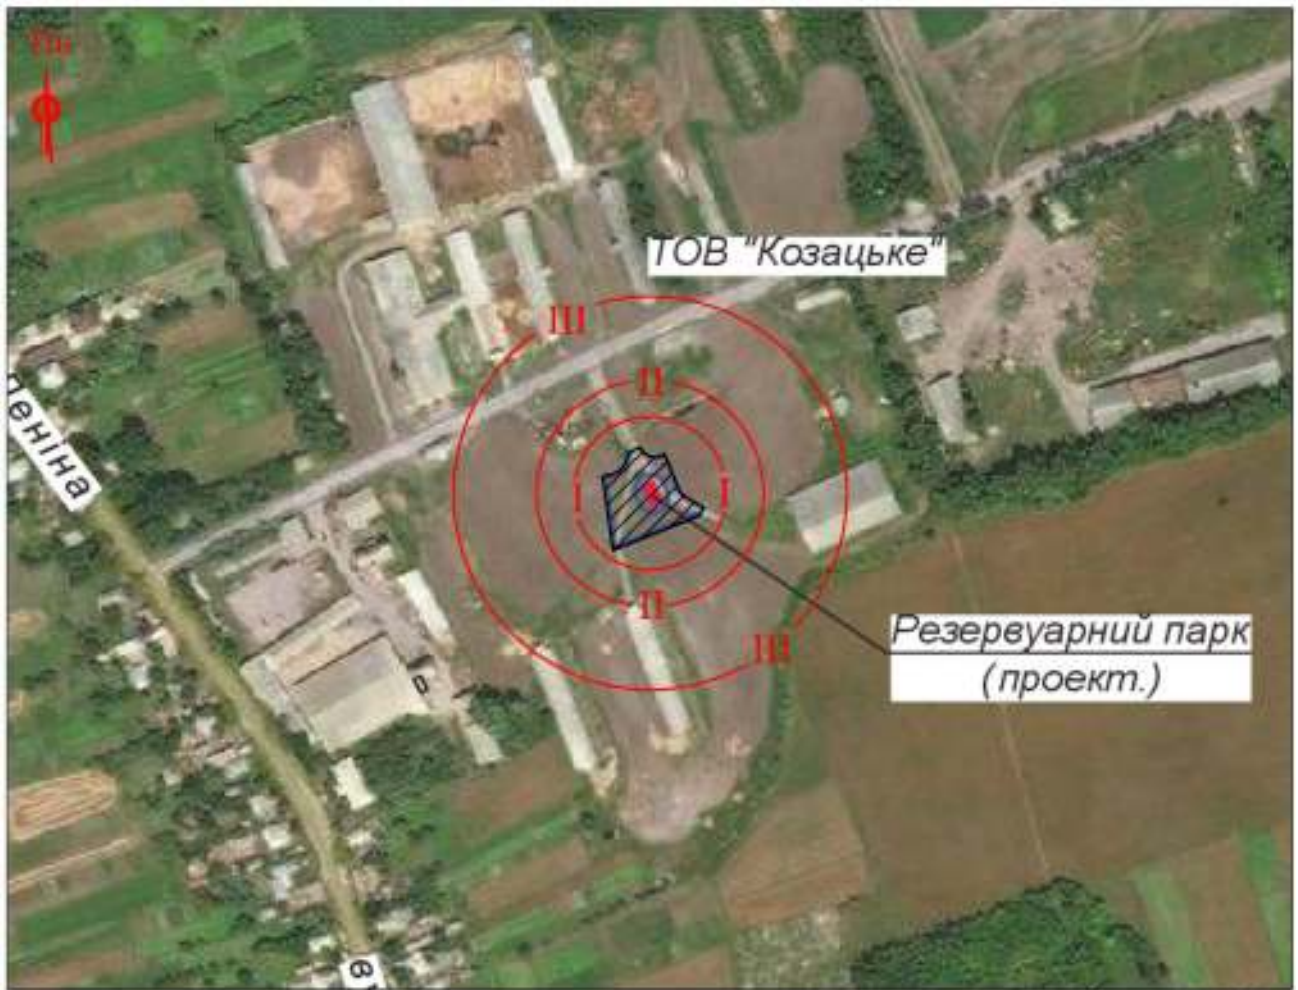 Пн
ТОВ "Козацьке"
III
II
I
I
II
III
Леніна
Резервуарний парк
(проект.)